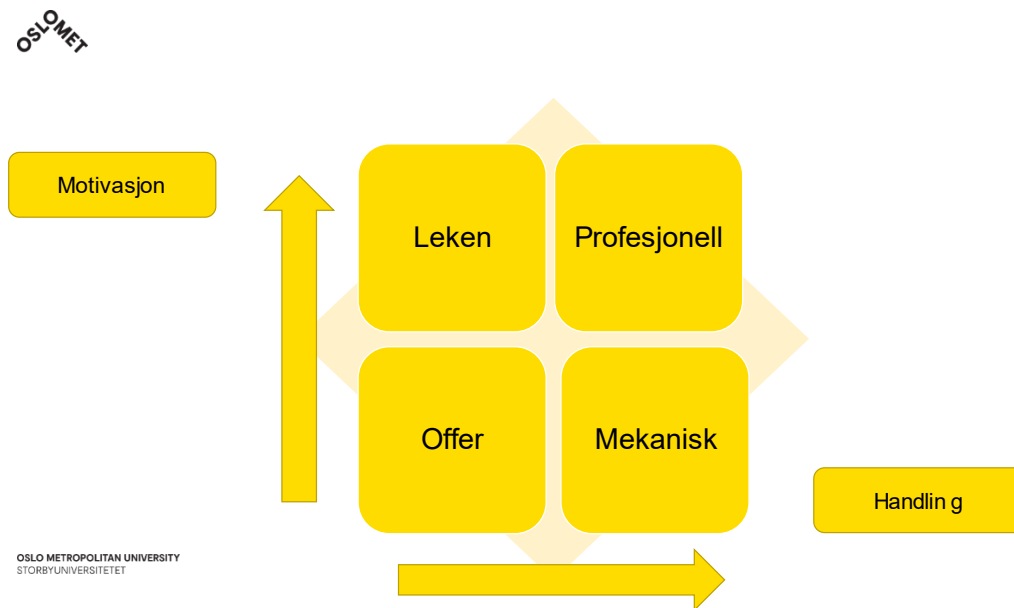 OSLOMET
Motivasjon
Leken
Profesjonell
Offer
Mekanisk
Handlin g
OSLO METROPOLITAN UNIVERSITY
STORBYUNIVERSITETET